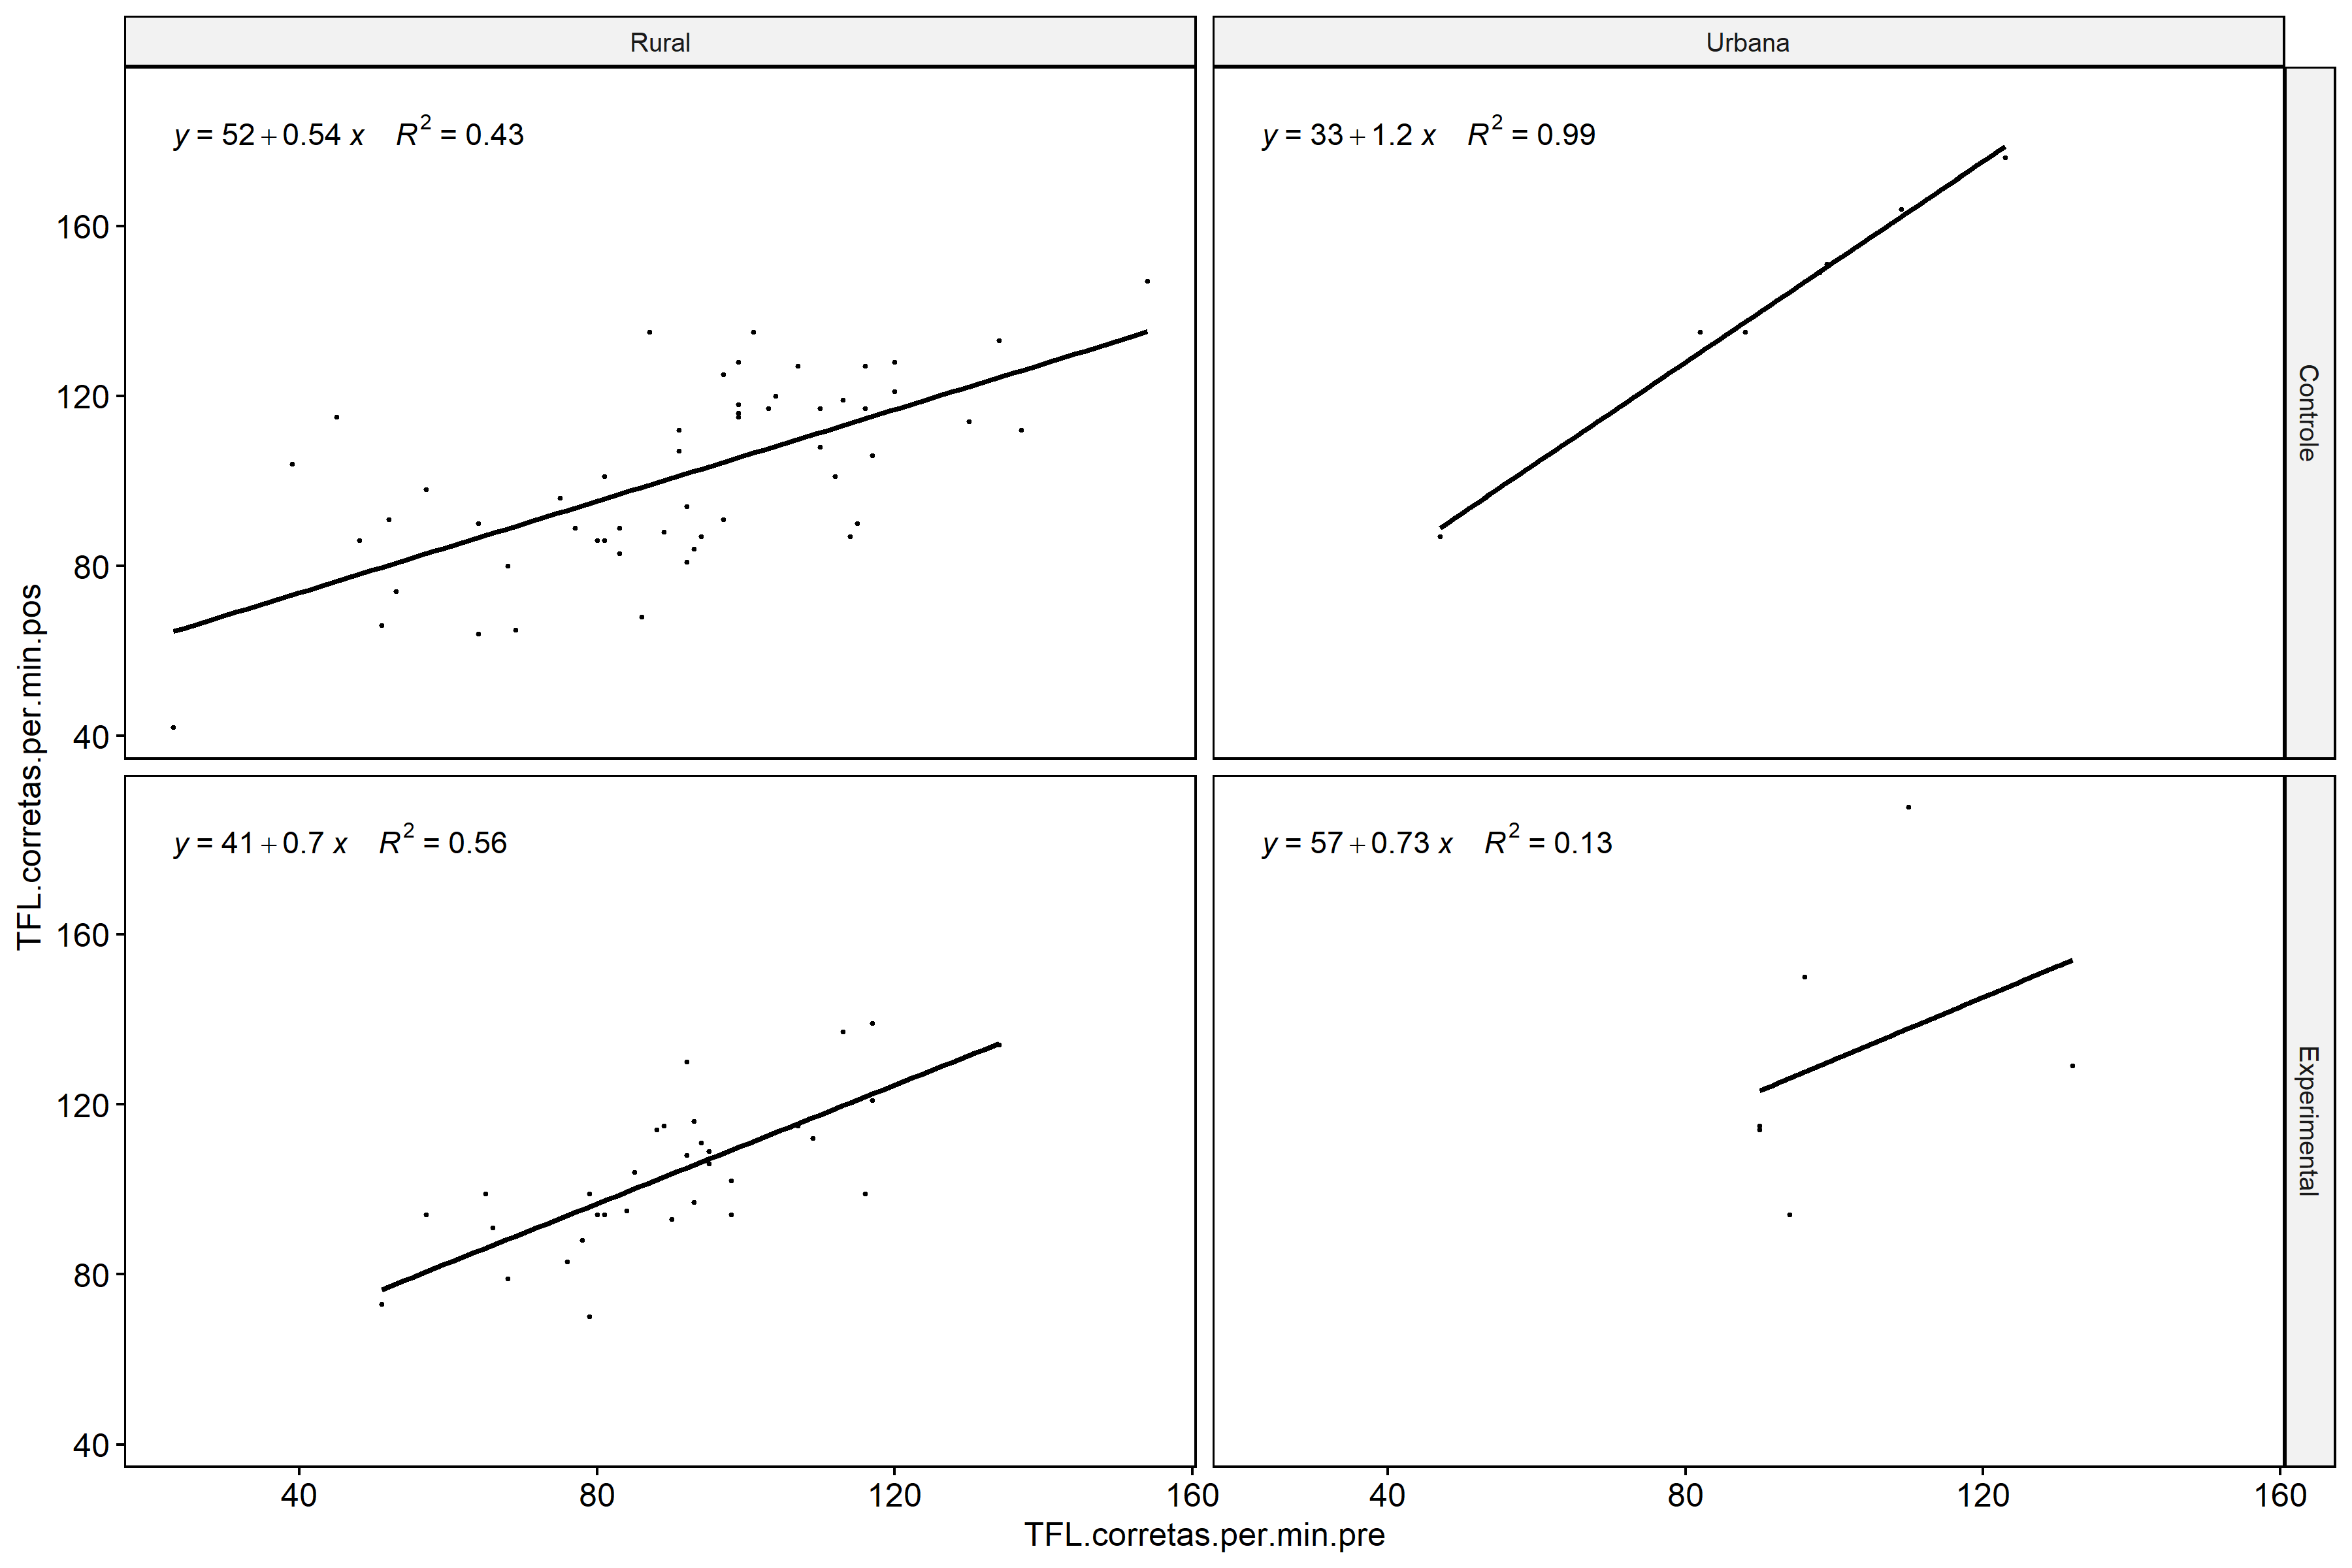 Rural
Urbana
y = 52 + 0.54 x R² = 0.43
y = 33 + 1.2 x R² = 0.99
160
120
80
40
Controle
TFL.corretas.per.min.pos
y = 41 + 0.7 x R² = 0.56
y = 57 + 0.73 x R² = 0.13
160
120
80
40
Experimental
40 80 120 160 40 80 120 160
TFL.corretas.per.min.pre